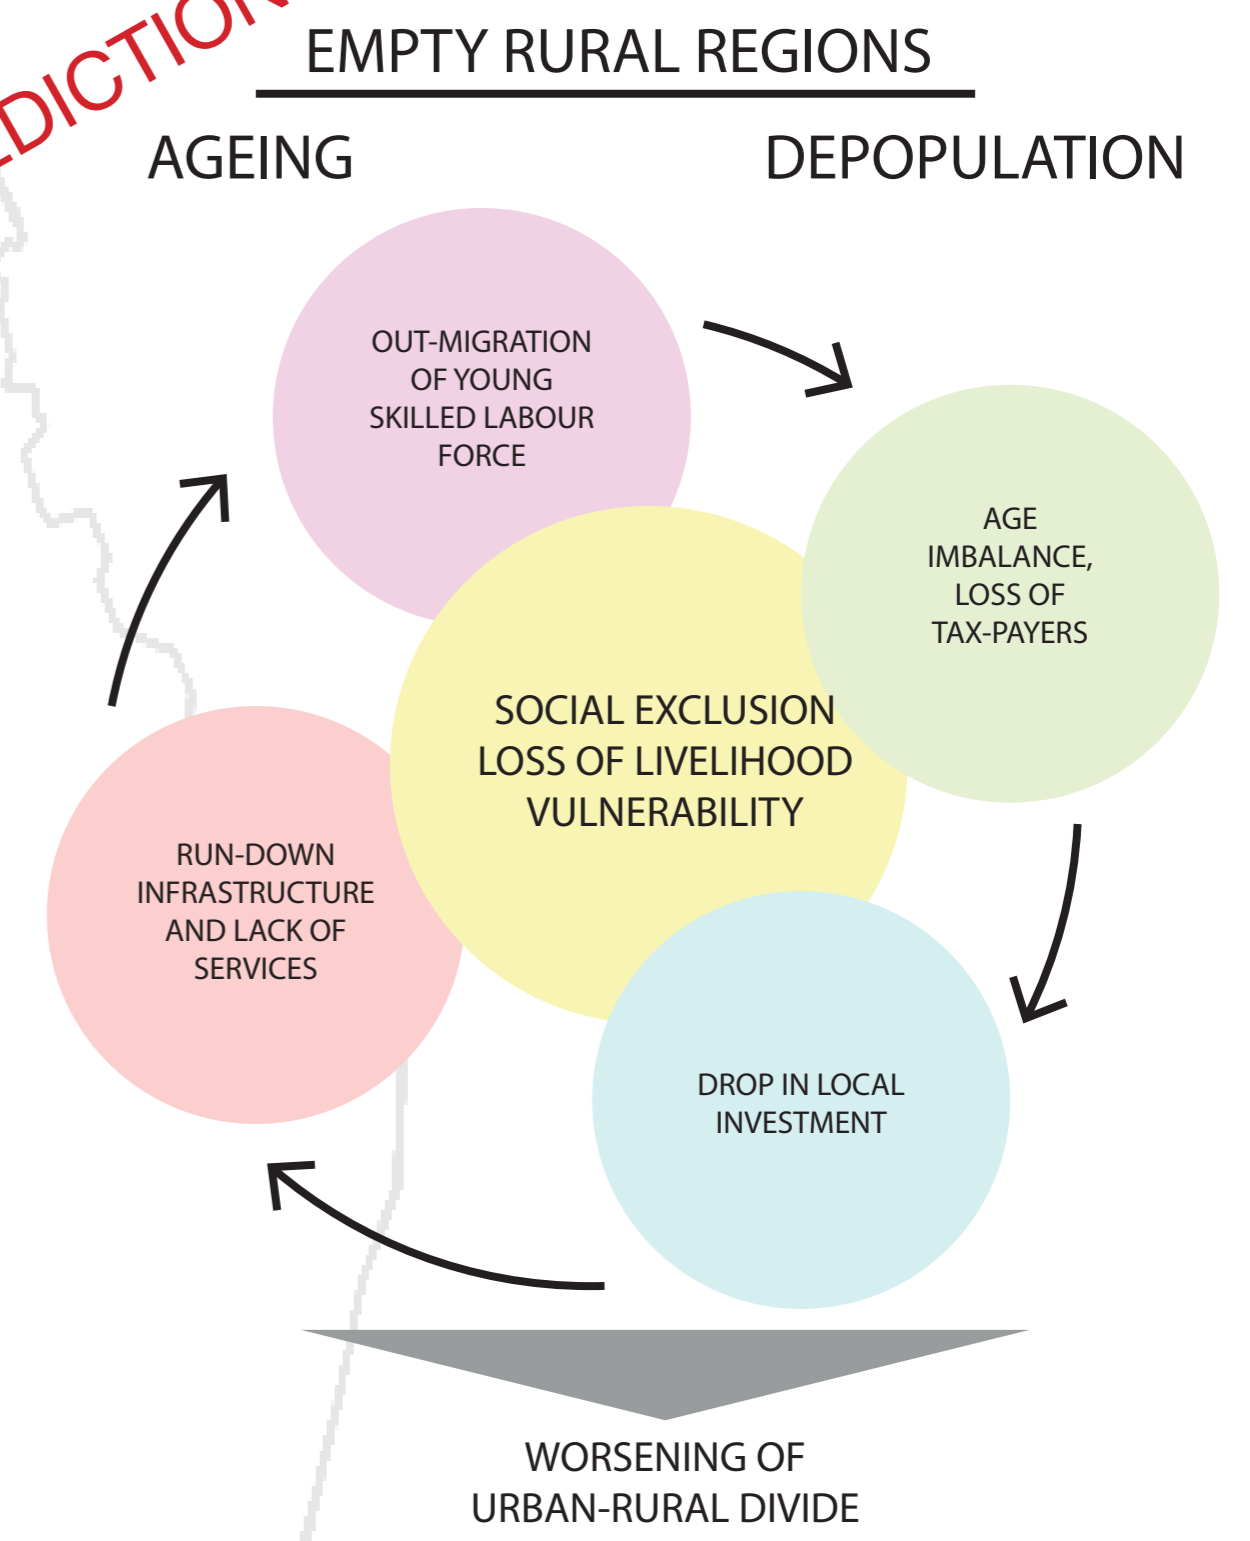 EMPTY RURAL REGIONS
AGEING
DEPOPULATION
OUT-MIGRATION
OF YOUNG
SKILLED LABOUR
FORCE
AGE
IMBALANCE,
LOSS OF
TAX-PAYERS
SOCIAL EXCLUSION
LOSS OF LIVELIHOOD
VULNERABILITY
RUN-DOWN
INFRASTRUCTURE
AND LACK OF
SERVICES
DROP IN LOCAL
INVESTMENT
WORSENING OF
URBAN-RURAL DIVIDE